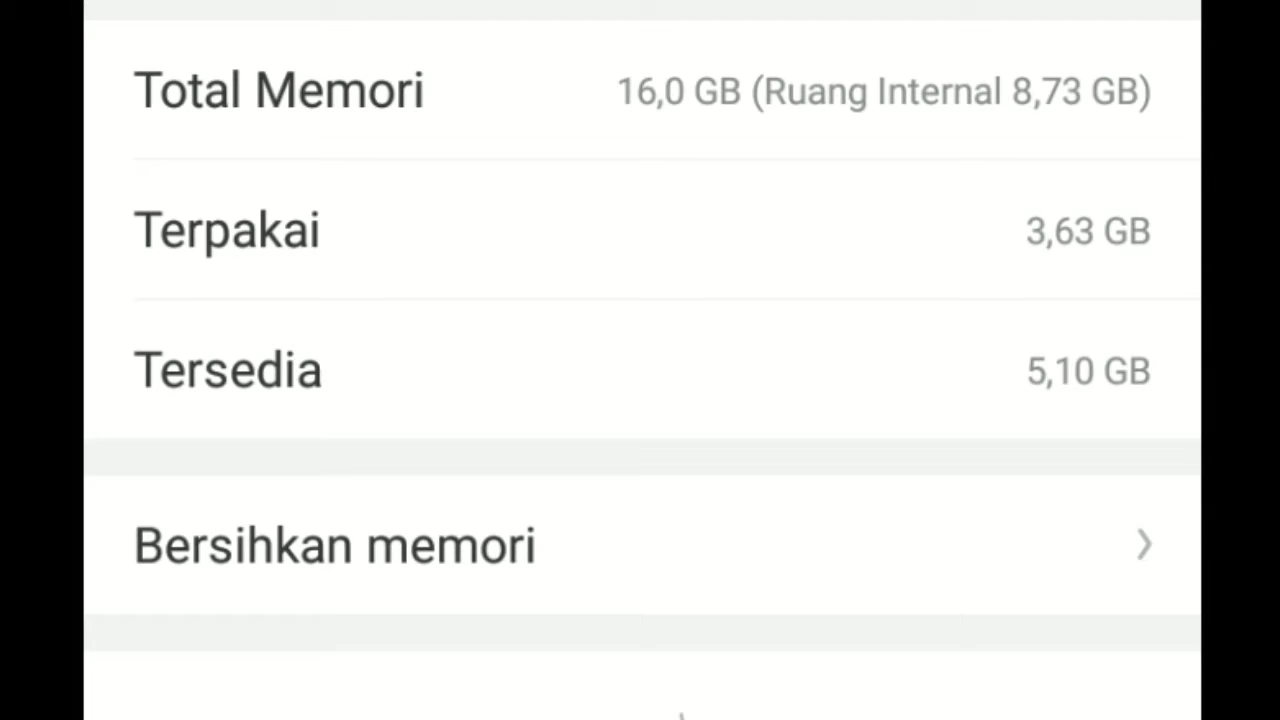 Total Memori 16,0 GB (Ruang Internal 8,73 GB)
Terpakai 3,63 GB
Tersedia 5,10 GB
Bersihkan memori